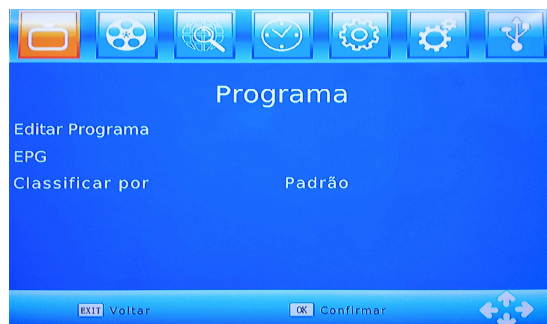 Programa
Editar Programa
EPG
Classificar por Padrão
EXIT Voltar OK Confirmar